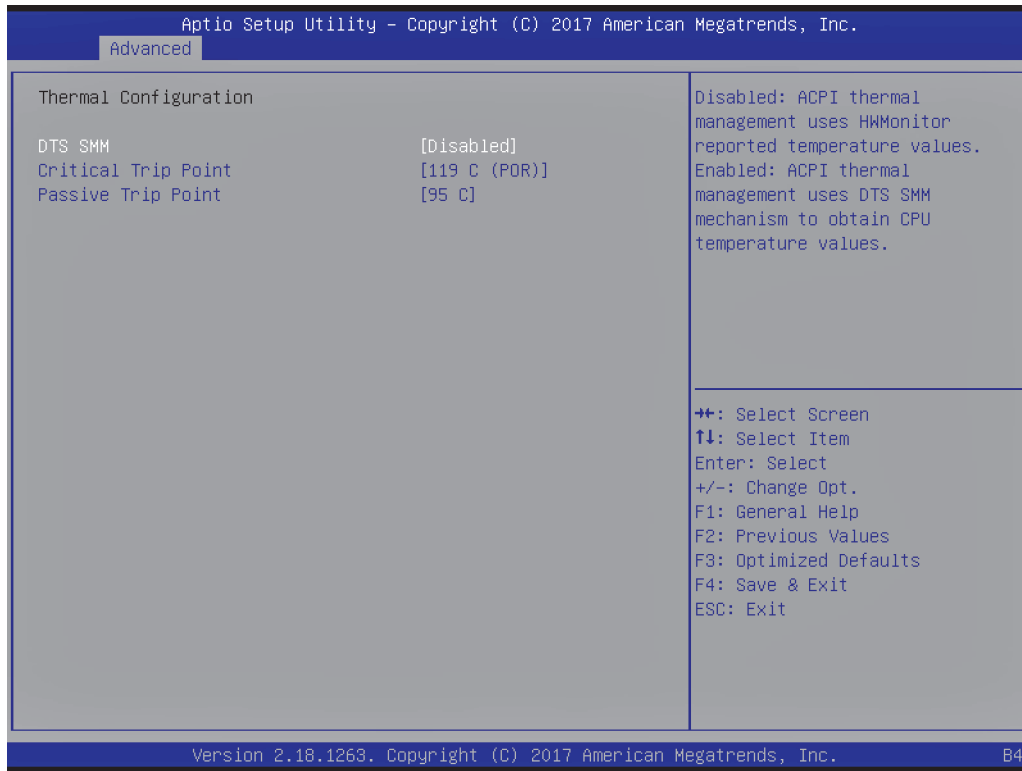 Aptio Setup Utility – Copyright (C) 2017 American Megatrends, Inc.
Advanced
Thermal Configuration
DTS SMM [Disabled]
Critical Trip Point [119 C (POR)]
Passive Trip Point [95 C]
Disabled: ACPI thermal
management uses HWMonitor
reported temperature values.
Enabled: ACPI thermal
management uses DTS SMM
mechanism to obtain CPU
temperature values.
→←: Select Screen
↑↓: Select Item
Enter: Select
+/-: Change Opt.
F1: General Help
F2: Previous Values
F3: Optimized Defaults
F4: Save & Exit
ESC: Exit
Version 2.18.1263. Copyright (C) 2017 American Megatrends, Inc.
B4